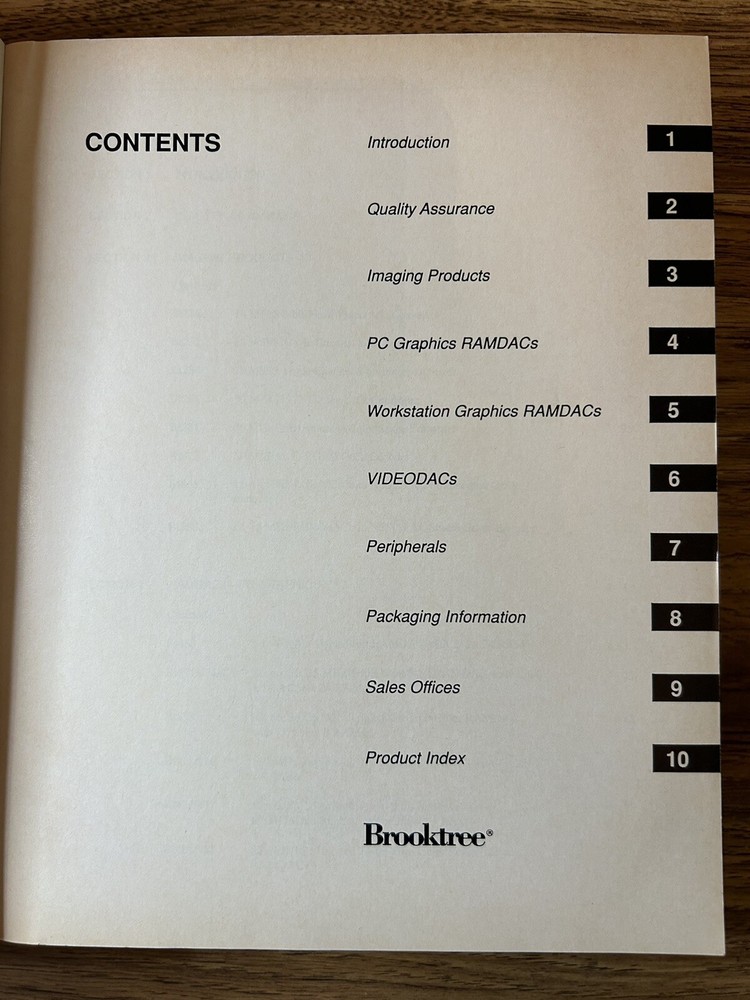 CONTENTS
Introduction 1
Quality Assurance 2
Imaging Products 3
PC Graphics RAMDACs 4
Workstation Graphics RAMDACs 5
VIDEODACs 6
Peripherals 7
Packaging Information 8
Sales Offices 9
Product Index 10
Brooktree®